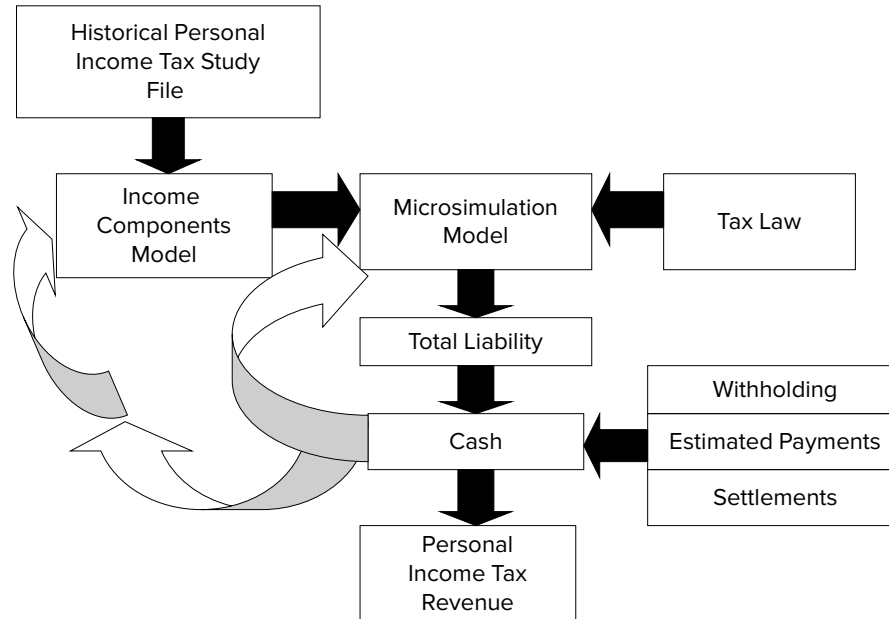 Historical Personal
Income Tax Study
File
Income
Components
Model
Microsimulation
Model
Tax Law
Total Liability
Withholding
Cash
Estimated Payments
Settlements
Personal
Income Tax
Revenue